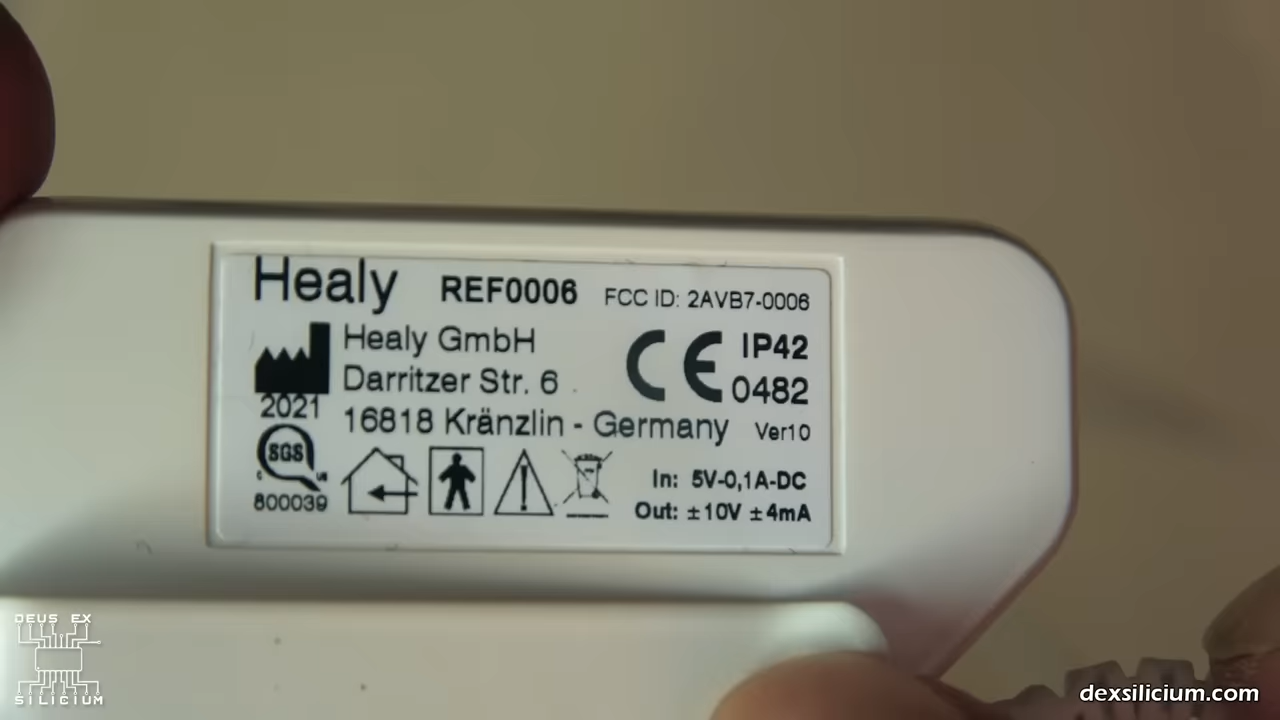 Healy REF0006 FCC ID: 2AVB7-0006
Healy GmbH
Darritzer Str. 6
16818 Kränzlin - Germany
CE IP42
0482
Ver10
2021
SGS
C US
800039
In: 5V-0,1A-DC
Out: ±10V ±4mA
DEUS EX
SILICIUM
dexsilicium.com